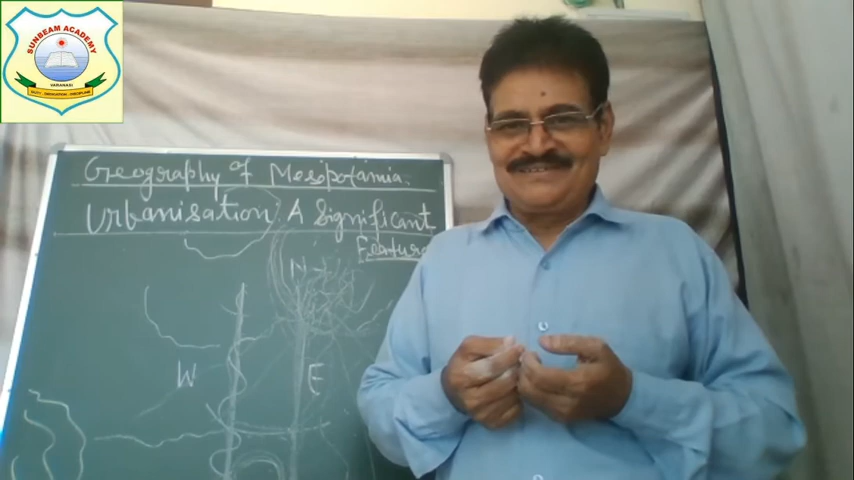 SUNBEAM ACADEMY
VARANASI
Geography of Mesopotamia.
Urbanisation A Significant
Feature
N
W
E